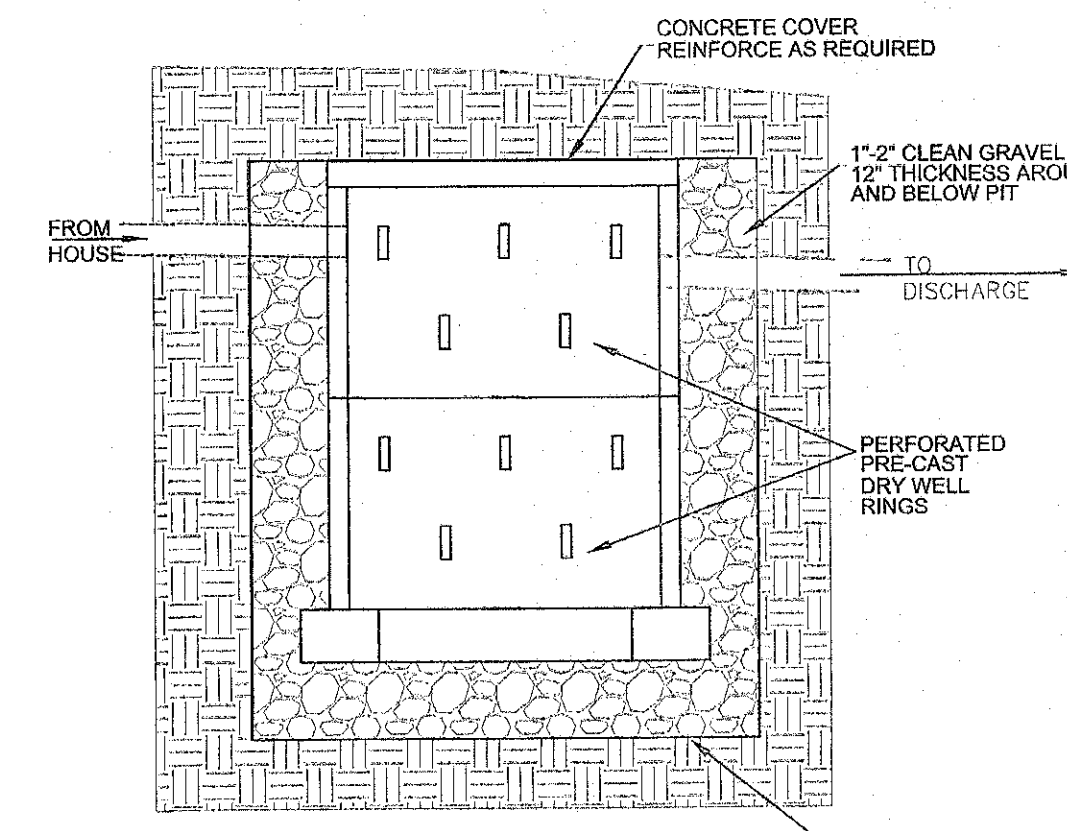 CONCRETE COVER
REINFORCE AS REQUIRED
1"-2" CLEAN GRAVEL
12" THICKNESS AROU
AND BELOW PIT
FROM
HOUSE
TO
DISCHARGE
PERFORATED
PRE-CAST
DRY WELL
RINGS